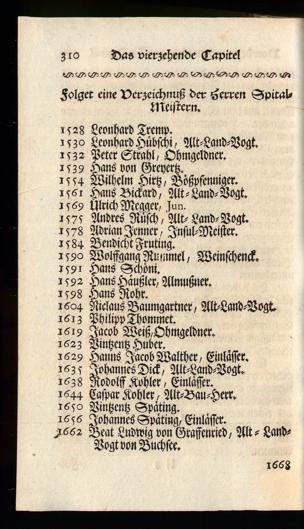 310 Das vierzehende Capitel
Folget eine Verzeichnuß der Herren Spital-
Meistern.
1528 Leonhard Tremp.
1530 Leonhard Hübschi, Alt-Land-Vogt.
1532 Peter Strahl, Ohmgeldner.
1539 Hans von Greyertz.
1554 Wilhelm Hirtz, Bößpfenniger.
1561 Hans Bickard, Alt-Land-Vogt.
1569 Ulrich Megger, Jun.
1575 Andres Rüsch, Alt-Land-Vogt.
1578 Adrian Jenner, Insul-Meister.
1584 Bendicht Fruting.
1590 Wolffgang Rummel, Weinschenck.
1591 Hans Schöni.
1592 Hans Häußler, Almußner.
1598 Hans Rohr.
1604 Niclaus Baumgartner, Alt-Land-Vogt.
1613 Philipp Thommet.
1619 Jacob Weiß, Ohmgeldner.
1623 Vintzentz Huber.
1629 Hanns Jacob Walther, Einlässer.
1635 Johannes Dick, Alt-Land-Vogt.
1638 Rodolff Kohler, Einlässer.
1644 Caspar Kohler, Alt-Bau-Herr.
1650 Vintzentz Späting.
1656 Johannes Späting, Einlässer.
1662 Beat Ludwig von Graffenried, Alt-Land-
Vogt von Buchsee.
1668